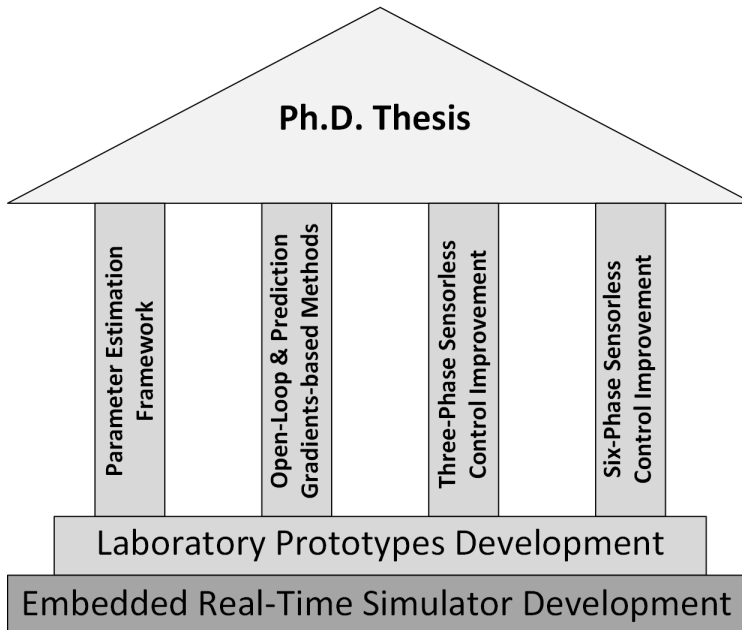 Ph.D. Thesis
Parameter Estimation
Framework
Open-Loop & Prediction
Gradients-based Methods
Three-Phase Sensorless
Control Improvement
Six-Phase Sensorless
Control Improvement
Laboratory Prototypes Development
Embedded Real-Time Simulator Development